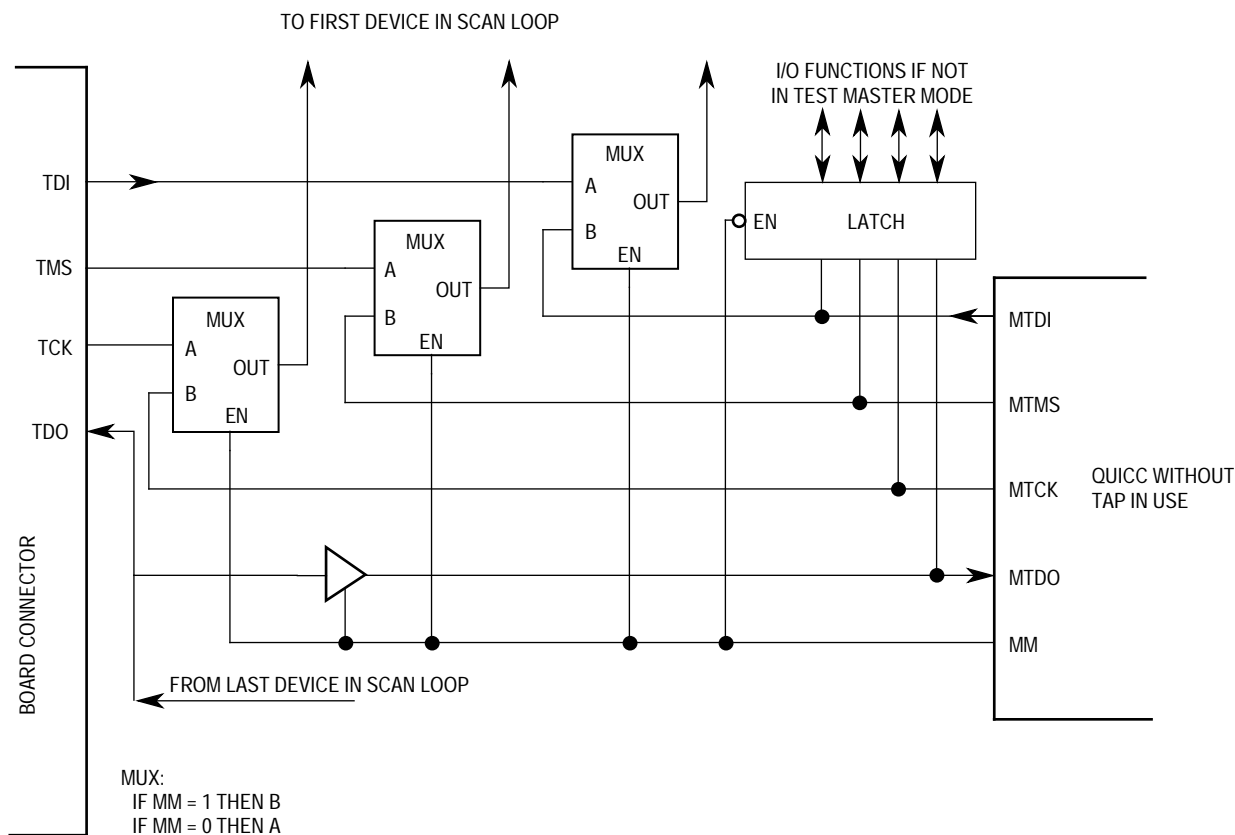 TO FIRST DEVICE IN SCAN LOOP
I/O FUNCTIONS IF NOT
IN TEST MASTER MODE
TDI
TMS
TCK
TDO
BOARD CONNECTOR
MUX
A
B
OUT
EN
MUX
A
B
OUT
EN
MUX
A
B
OUT
EN
EN
LATCH
MTDI
MTMS
MTCK
MTDO
MM
QUICC WITHOUT
TAP IN USE
FROM LAST DEVICE IN SCAN LOOP
MUX:
IF MM = 1 THEN B
IF MM = 0 THEN A